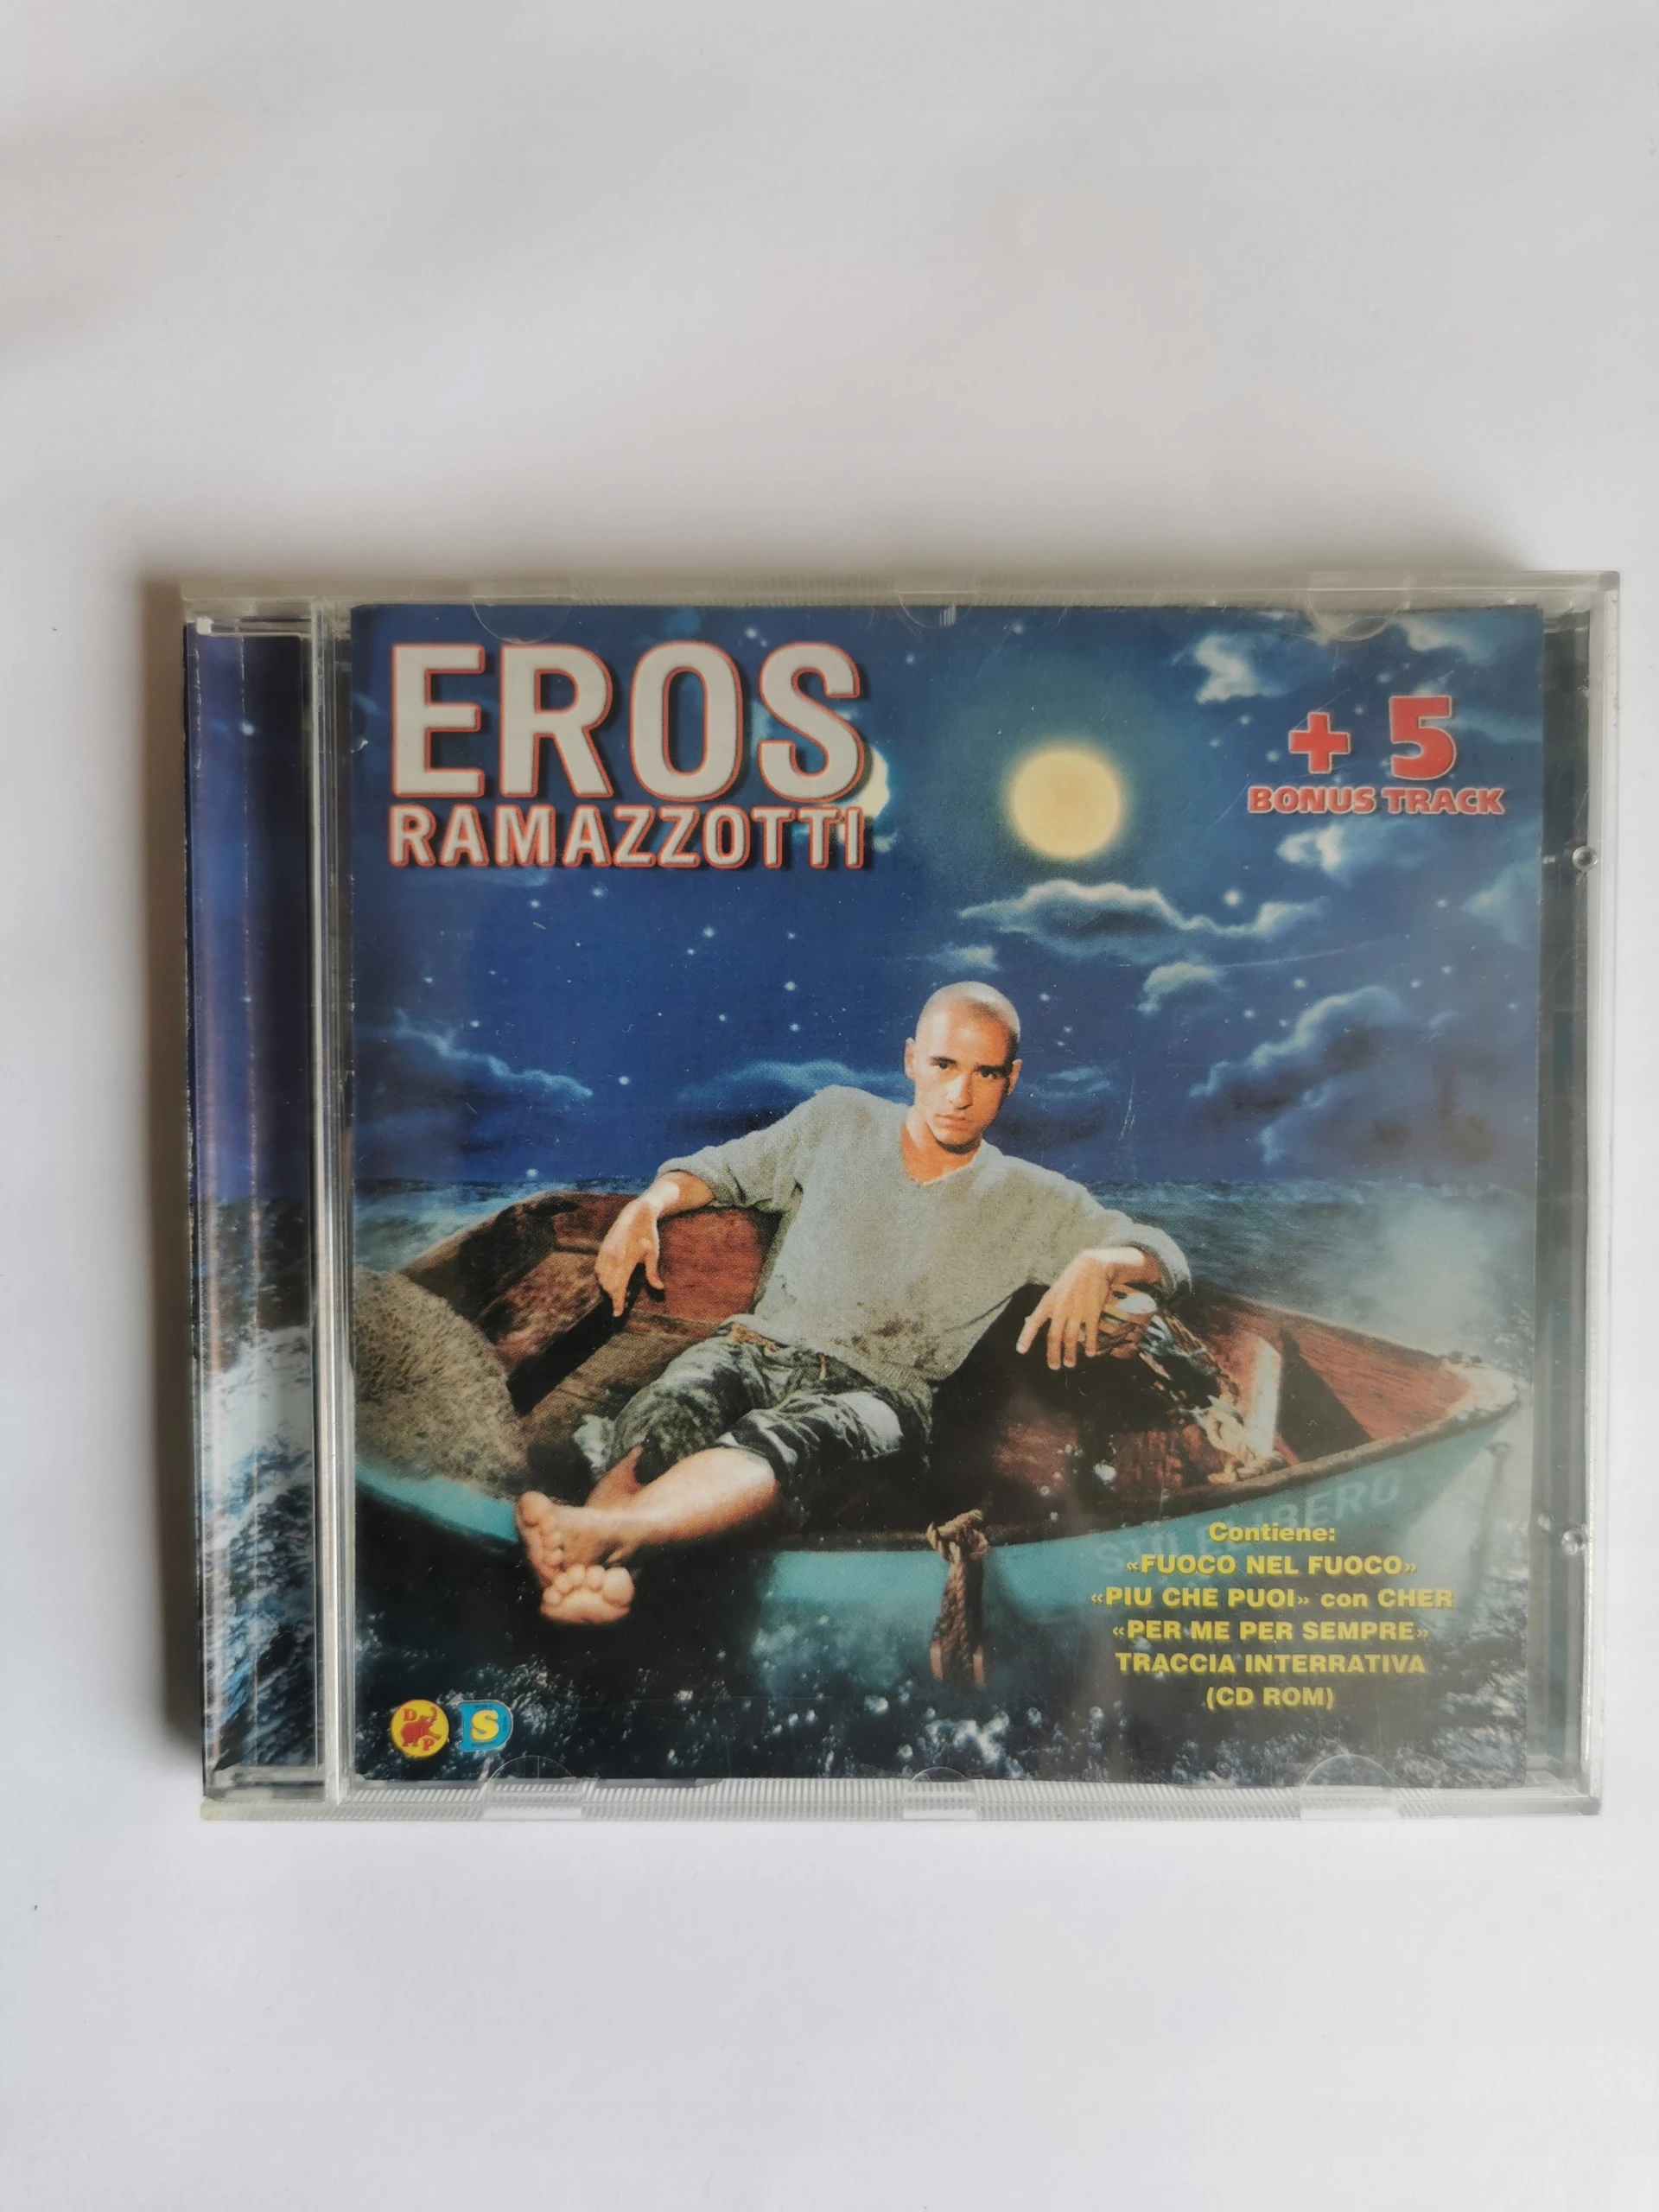 EROS
RAMAZZOTTI
+ 5
BONUS TRACK
STILELIBERO
Contiene:
«FUOCO NEL FUOCO»
«PIU CHE PUOI» con CHER
«PER ME PER SEMPRE»
TRACCIA INTERRATIVA
(CD ROM)
D P
D S